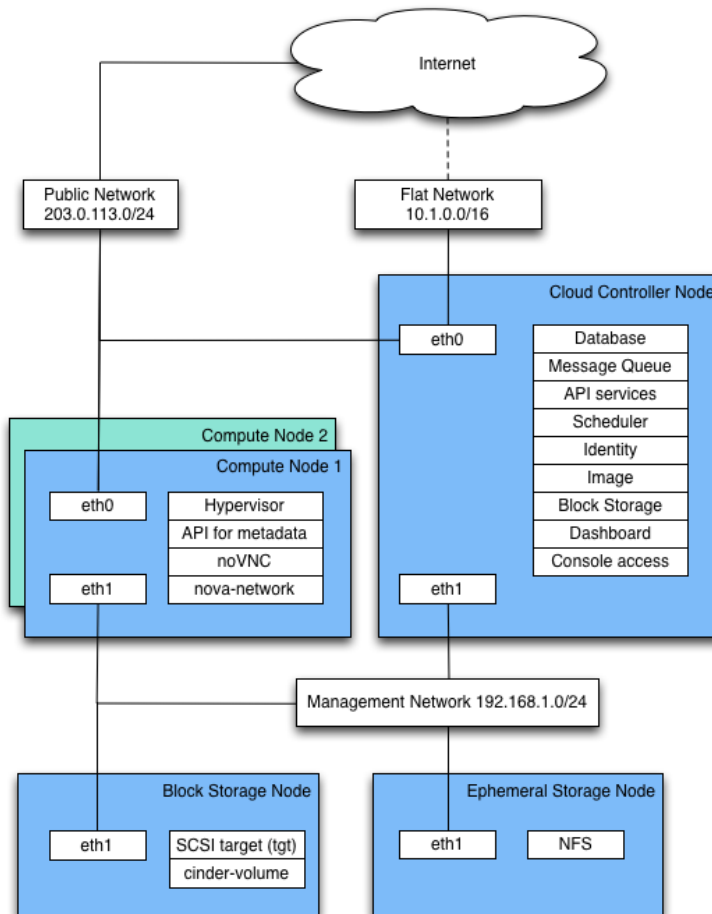 Internet
Public Network
203.0.113.0/24
Flat Network
10.1.0.0/16
Cloud Controller Node
eth0
Database
Message Queue
API services
Scheduler
Identity
Image
Block Storage
Dashboard
Console access
eth1
Compute Node 2
Compute Node 1
eth0
Hypervisor
API for metadata
noVNC
nova-network
eth1
Management Network 192.168.1.0/24
Block Storage Node
eth1
SCSI target (tgt)
cinder-volume
Ephemeral Storage Node
eth1
NFS